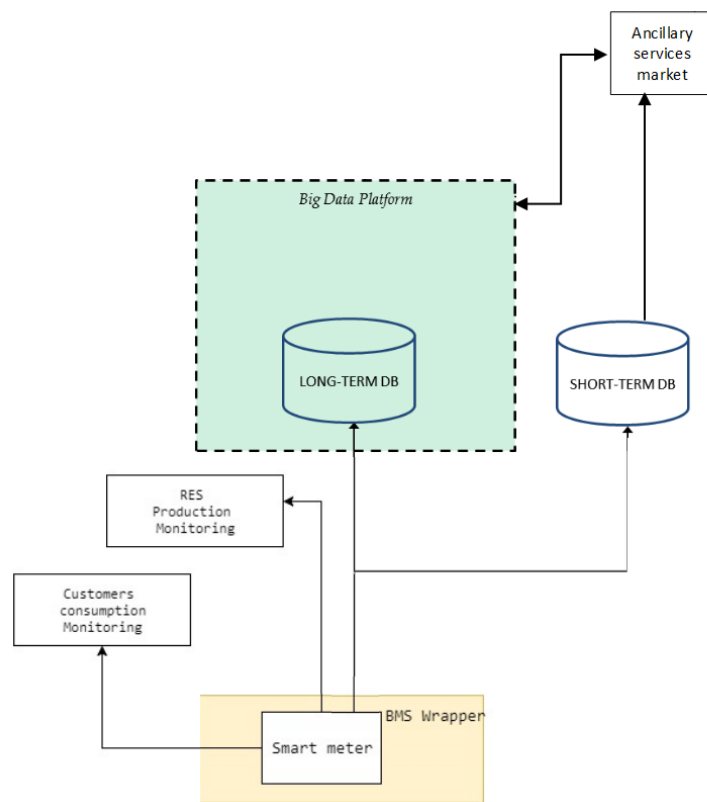 Ancillary
services
market
Big Data Platform
LONG-TERM DB
SHORT-TERM DB
RES
Production
Monitoring
Customers
consumption
Monitoring
BMS Wrapper
Smart meter